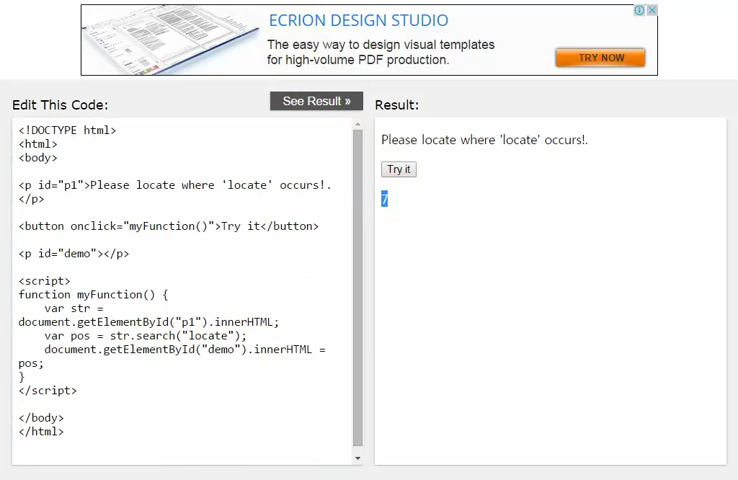 ECRION DESIGN STUDIO
The easy way to design visual templates
for high-volume PDF production.
TRY NOW
Edit This Code:
See Result »
Result:
<!DOCTYPE html>
<html>
<body>
<p id="p1">Please locate where 'locate' occurs!.
</p>
<button onclick="myFunction()">Try it</button>
<p id="demo"></p>
<script>
function myFunction() {
    var str =
document.getElementById("p1").innerHTML;
    var pos = str.search("locate");
    document.getElementById("demo").innerHTML =
pos;
}
</script>
</body>
</html>
Please locate where 'locate' occurs!.
Try it
7